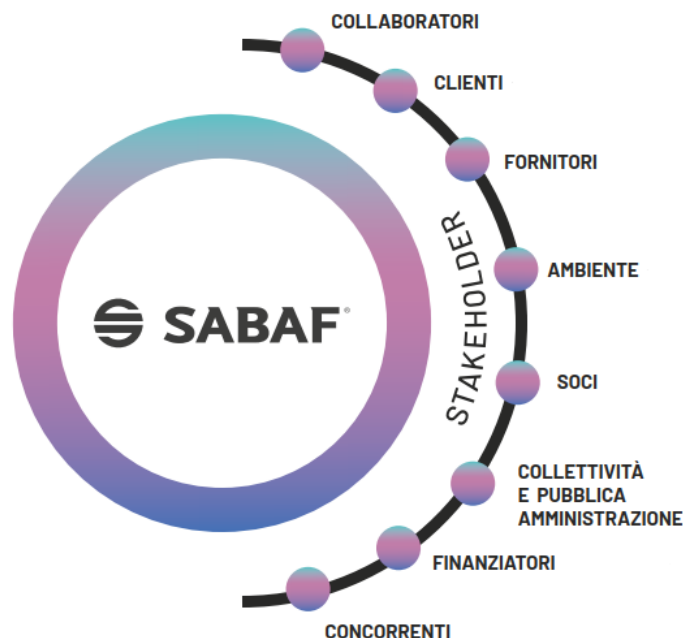 COLLABORATORI
CLIENTI
FORNITORI
AMBIENTE
SOCI
COLLETTIVITÀ
E PUBBLICA
AMMINISTRAZIONE
FINANZIATORI
CONCORRENTI
STAKEHOLDER
SABAF®